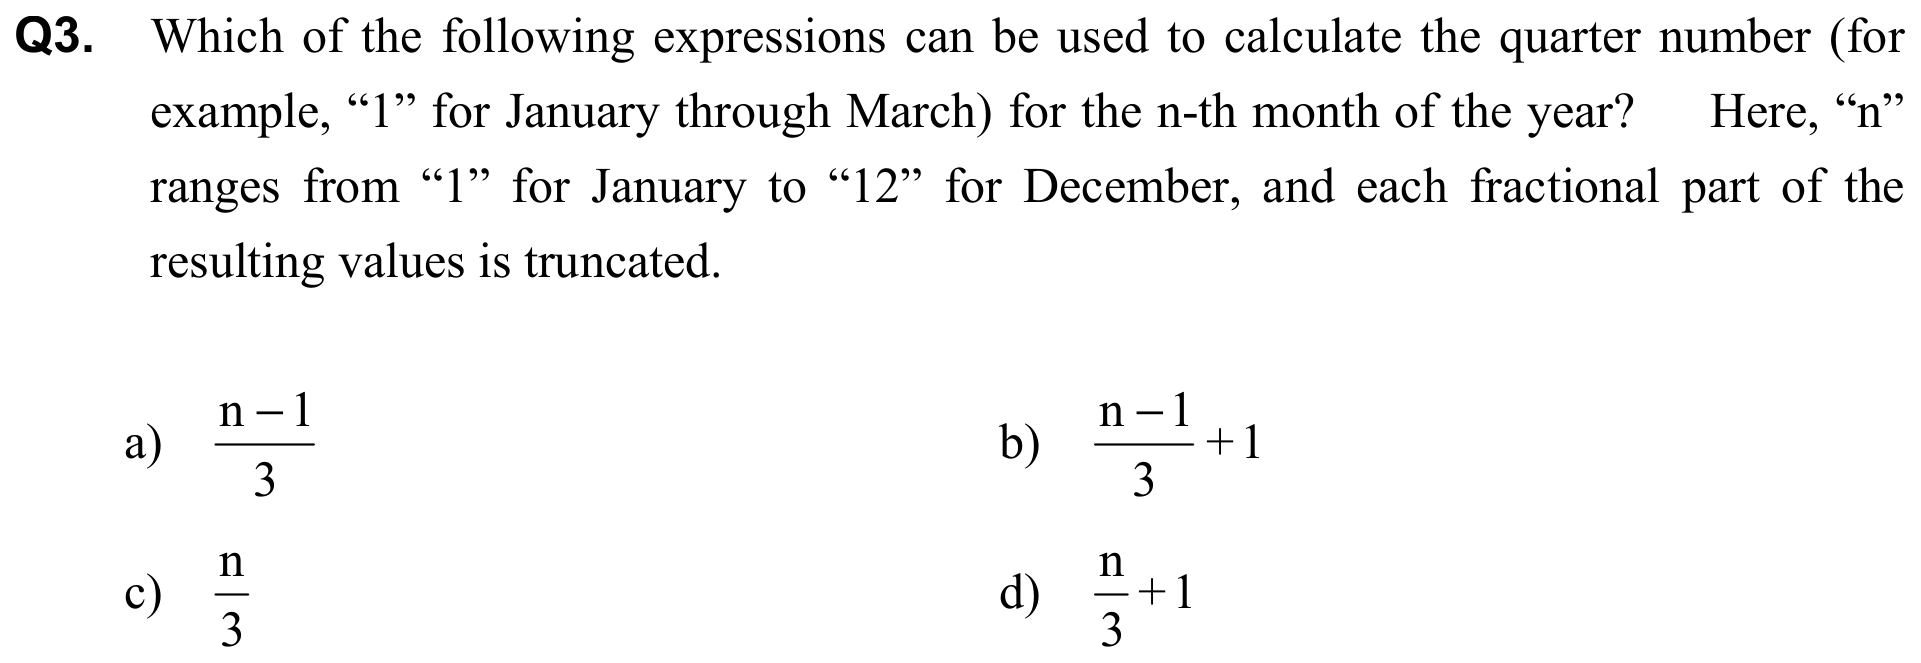 Q3. Which of the following expressions can be used to calculate the quarter number (for
example, “1” for January through March) for the n-th month of the year? Here, “n”
ranges from “1” for January to “12” for December, and each fractional part of the
resulting values is truncated.
a) (n − 1)/3 b) (n − 1)/3 + 1
c) n/3 d) n/3 + 1